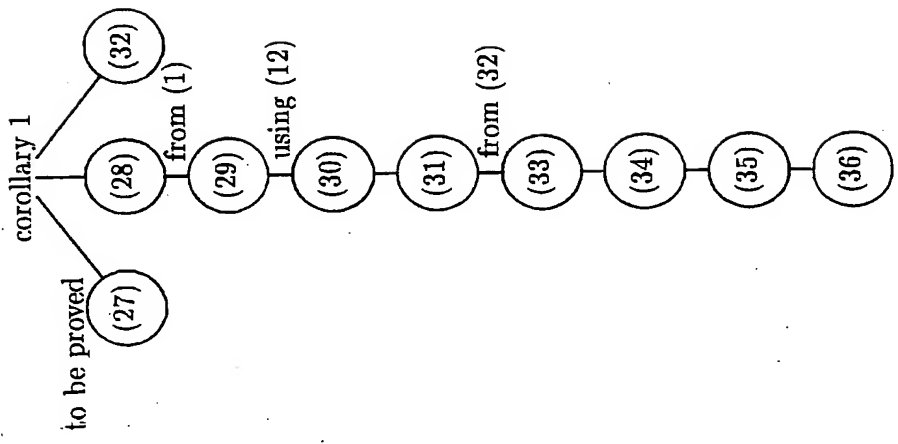 corollary 1
to be proved
(27)
(28)
(32)
from (1)
(29)
using (12)
(30)
(31)
from (32)
(33)
(34)
(35)
(36)